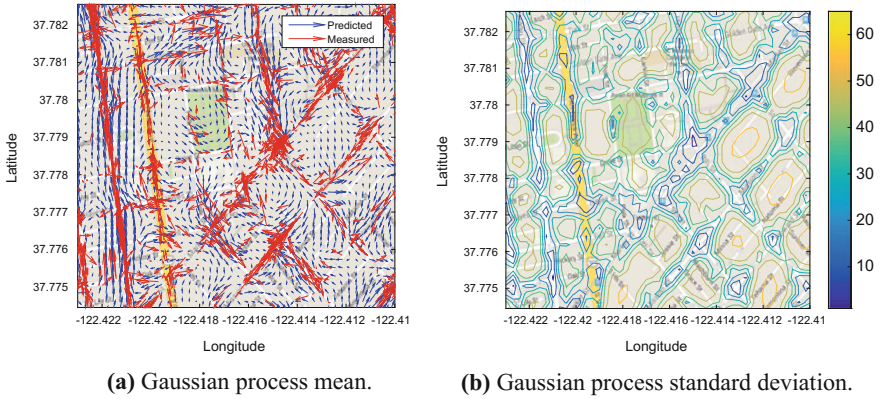 37.782
37.781
37.78
37.779
37.778
37.777
37.776
37.775
Latitude
-122.422 -122.42 -122.418 -122.416 -122.414 -122.412 -122.41
Longitude
Predicted
Measured
(a) Gaussian process mean.
37.782
37.781
37.78
37.779
37.778
37.777
37.776
37.775
Latitude
-122.422 -122.42 -122.418 -122.416 -122.414 -122.412 -122.41
Longitude
60
50
40
30
20
10
(b) Gaussian process standard deviation.